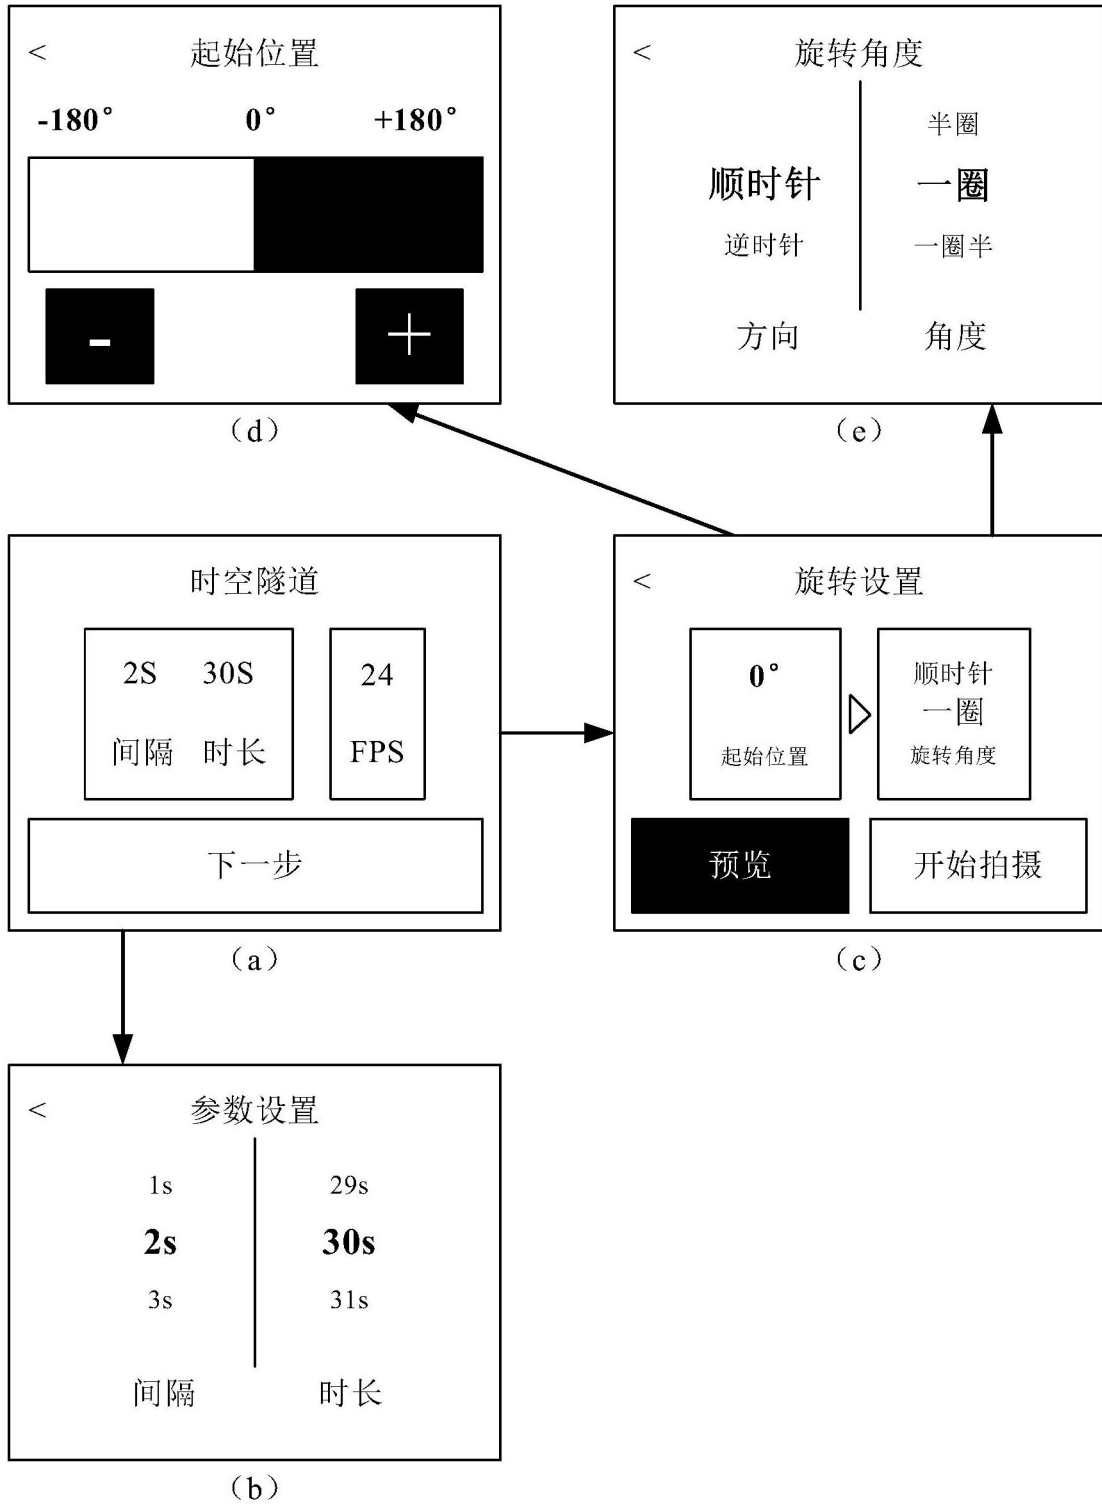 < 起始位置
-180° 0° +180°
- +
(d)
< 旋转角度
半圈
顺时针 一圈
逆时针 一圈半
方向 角度
(e)
时空隧道
2S 30S 24
间隔 时长 FPS
下一步
(a)
< 旋转设置
0° 顺时针
一圈
起始位置 旋转角度
预览 开始拍摄
(c)
< 参数设置
1s 29s
2s 30s
3s 31s
间隔 时长
(b)